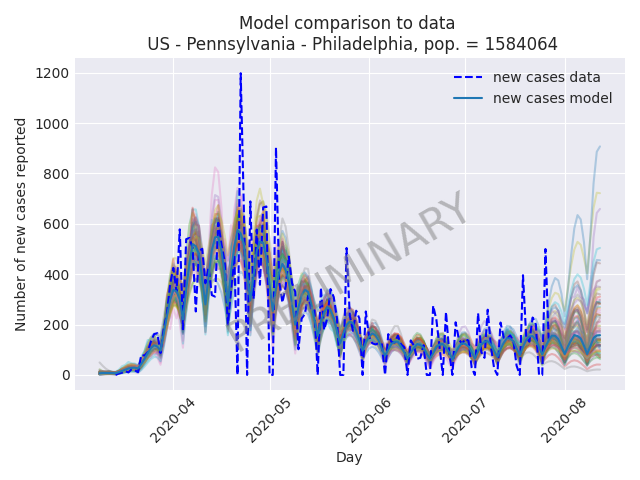 Model comparison to data
US - Pennsylvania - Philadelphia, pop. = 1584064
new cases data
new cases model
PRELIMINARY
Number of new cases reported
1200
1000
800
600
400
200
0
2020-04
2020-05
2020-06
2020-07
2020-08
Day